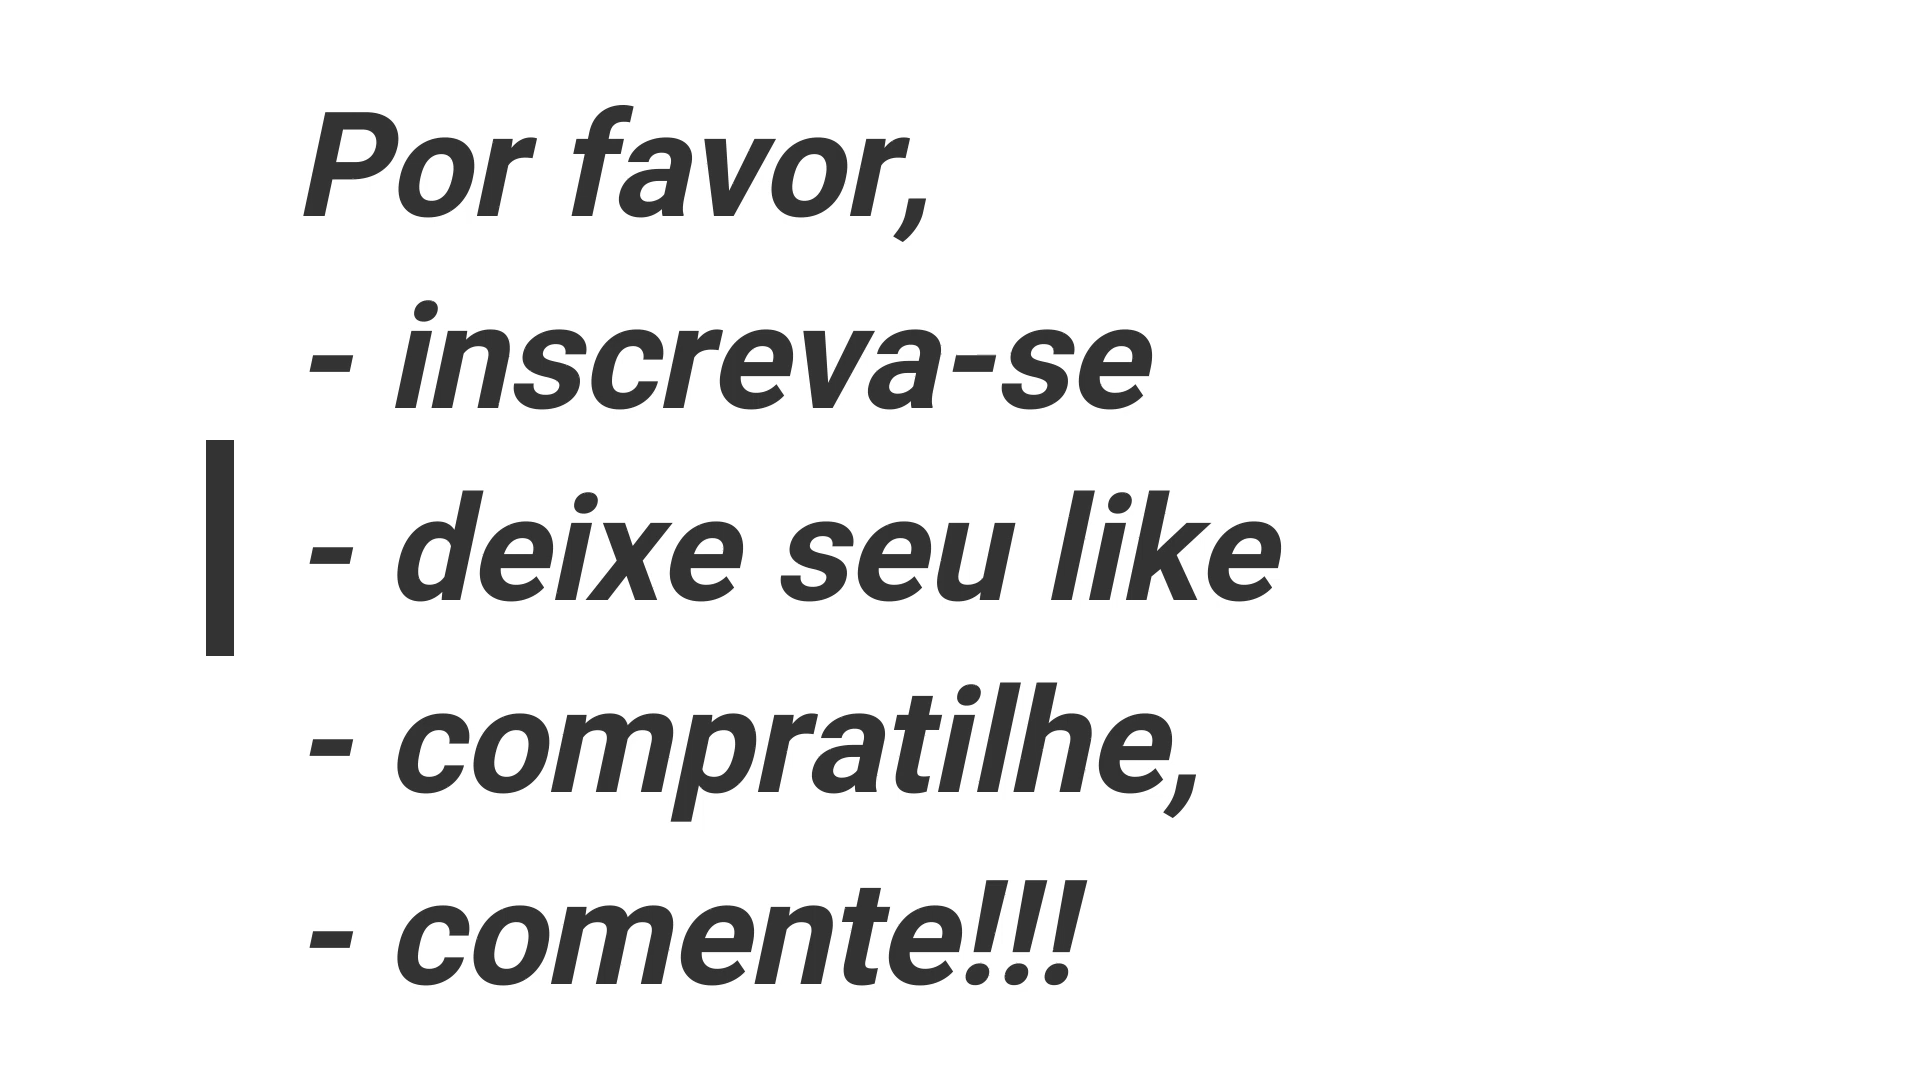 Por favor,
- inscreva-se
- deixe seu like
- compratilhe,
- comente!!!